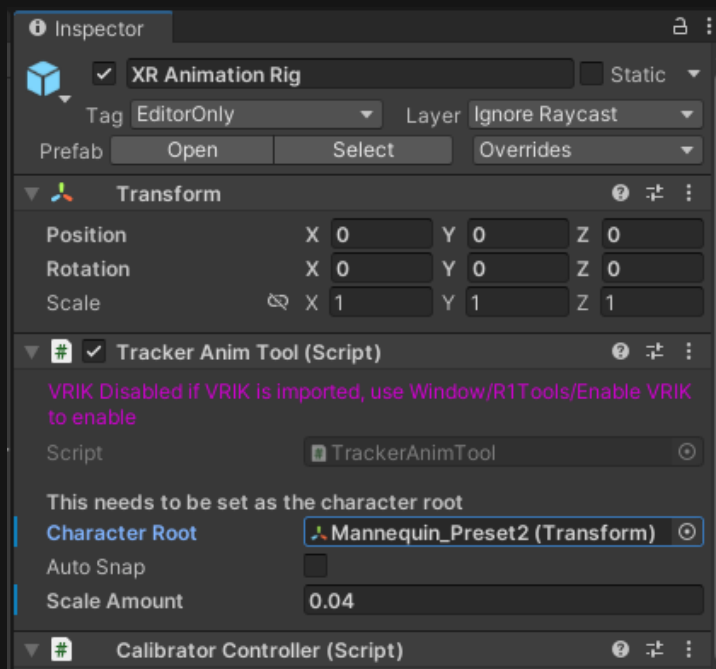 Inspector
XR Animation Rig Static
Tag EditorOnly Layer Ignore Raycast
Prefab Open Select Overrides
Transform
Position X 0 Y 0 Z 0
Rotation X 0 Y 0 Z 0
Scale X 1 Y 1 Z 1
# Tracker Anim Tool (Script)
VRIK Disabled if VRIK is imported, use Window/R1Tools/Enable VRIK
to enable
Script # TrackerAnimTool
This needs to be set as the character root
Character Root Mannequin_Preset2 (Transform)
Auto Snap
Scale Amount 0.04
# Calibrator Controller (Script)